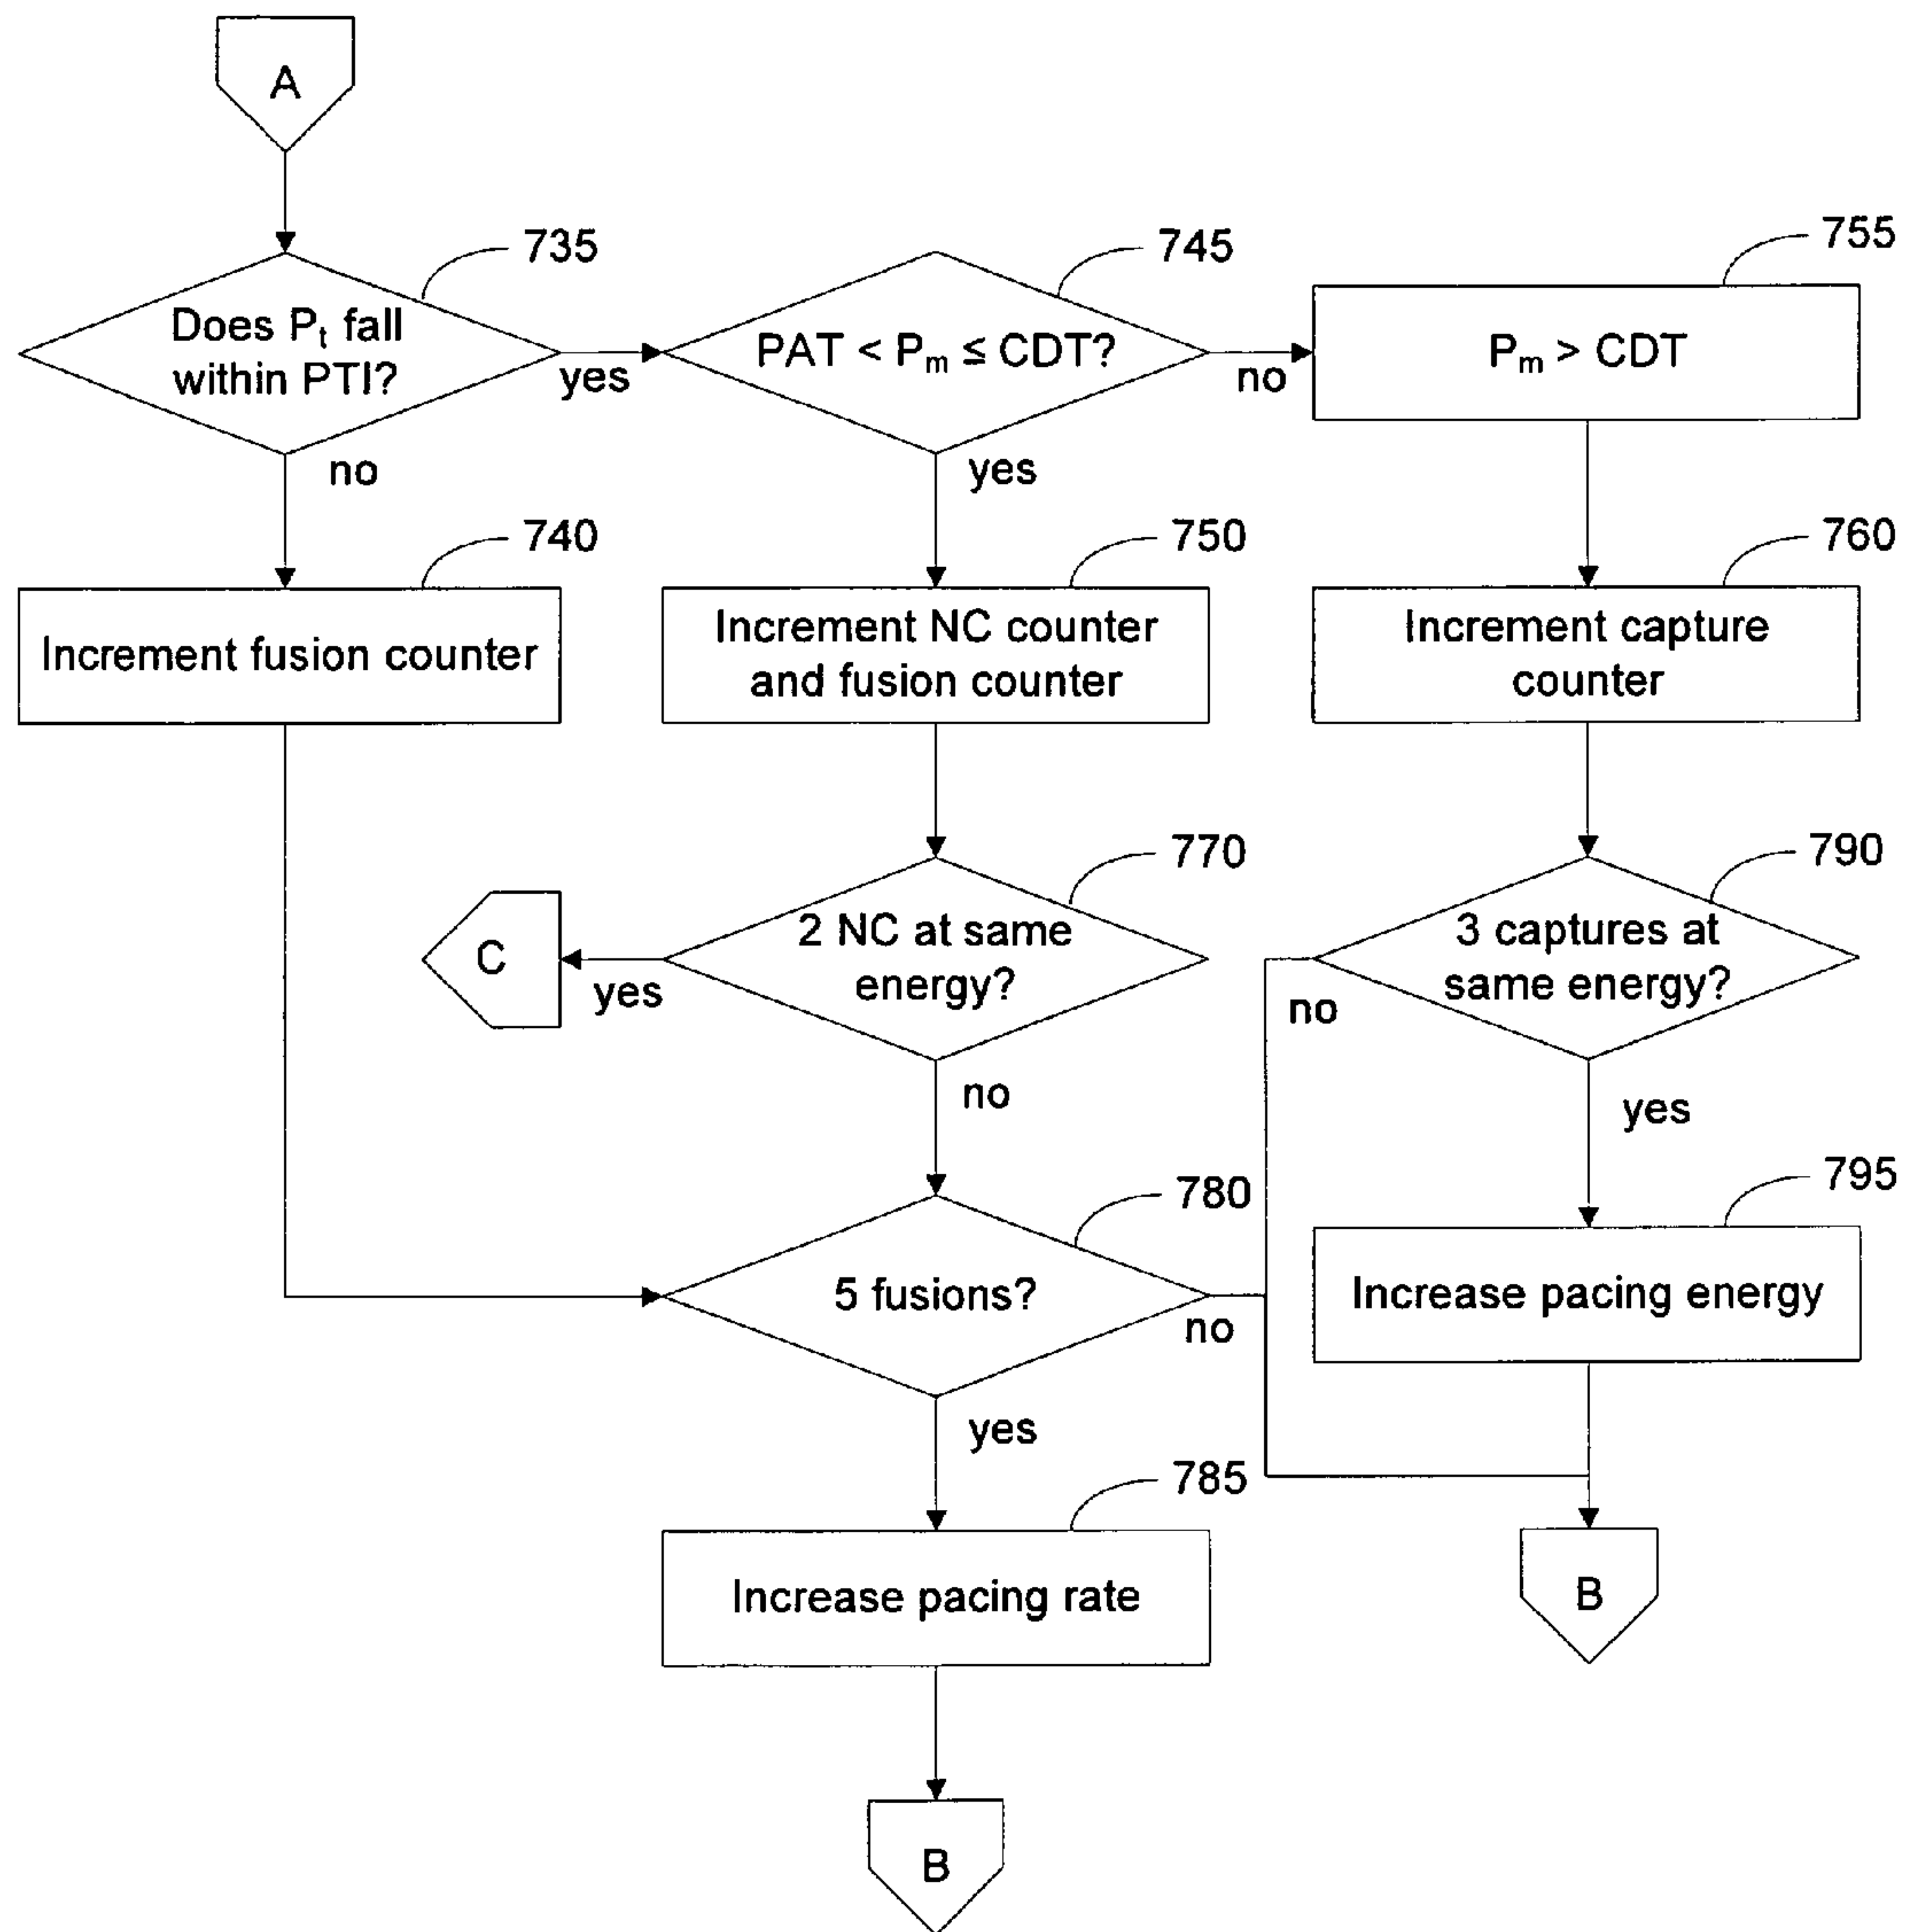 A
735
745
755
Does Pt fall
within PTI?
yes
PAT < Pm ≤ CDT?
no
Pm > CDT
no
yes
740
750
760
Increment fusion counter
Increment NC counter
and fusion counter
Increment capture
counter
770
790
C
yes
2 NC at same
energy?
3 captures at
same energy?
no
no
yes
780
795
5 fusions?
no
Increase pacing energy
yes
785
Increase pacing rate
B
B